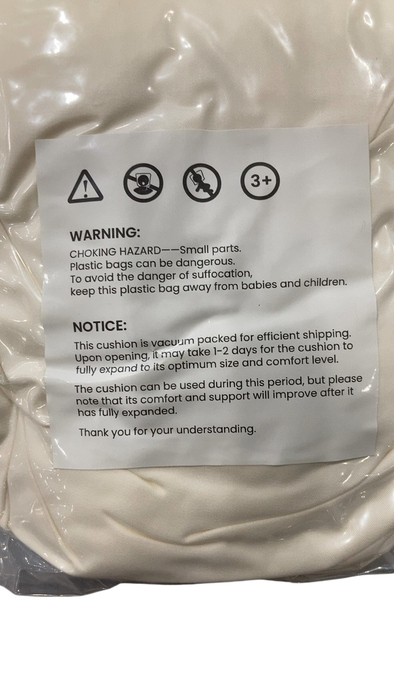 3+
WARNING:
CHOKING HAZARD——Small parts.
Plastic bags can be dangerous.
To avoid the danger of suffocation,
keep this plastic bag away from babies and children.
NOTICE:
This cushion is vacuum packed for efficient shipping.
Upon opening, it may take 1-2 days for the cushion to
fully expand to its optimum size and comfort level.
The cushion can be used during this period, but please
note that its comfort and support will improve after it
has fully expanded.
Thank you for your understanding.